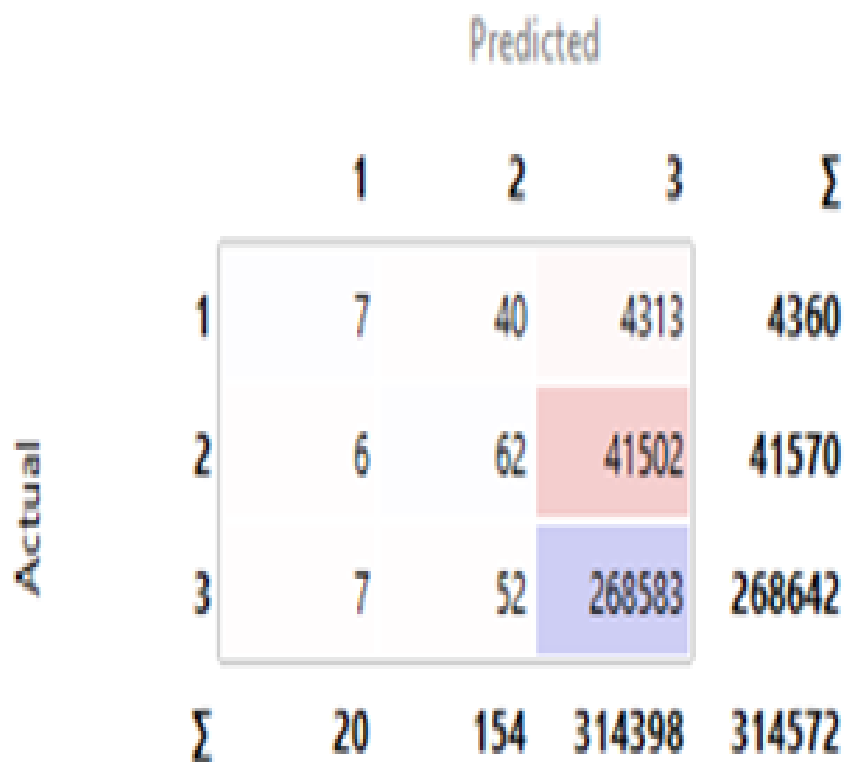 Predicted
1 2 3 Σ
1 7 40 4313 4360
Actual
2 6 62 41502 41570
3 7 52 268583 268642
Σ 20 154 314398 314572